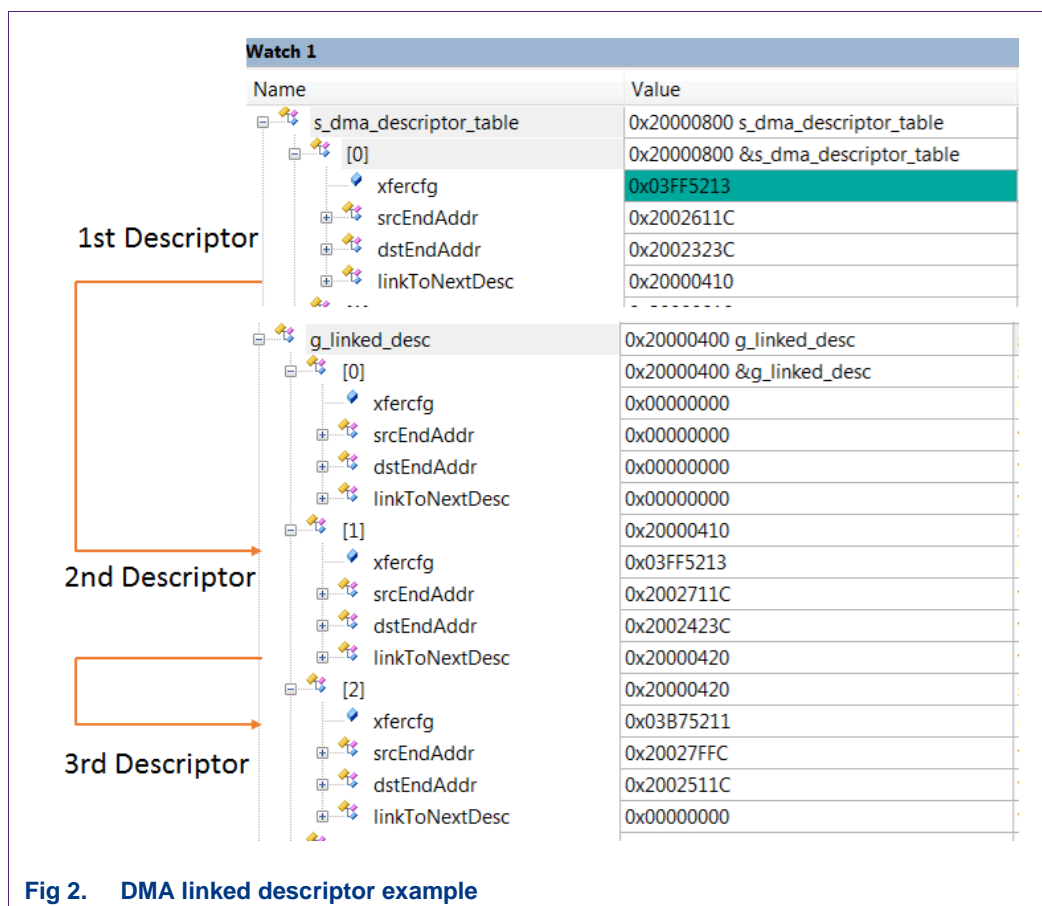 Watch 1
Name Value
s_dma_descriptor_table 0x20000800 s_dma_descriptor_table
[0] 0x20000800 &s_dma_descriptor_table
xfercfg 0x03FF5213
srcEndAddr 0x2002611C
1st Descriptor
dstEndAddr 0x2002323C
linkToNextDesc 0x20000410
g_linked_desc 0x20000400 g_linked_desc
[0] 0x20000400 &g_linked_desc
xfercfg 0x00000000
srcEndAddr 0x00000000
dstEndAddr 0x00000000
linkToNextDesc 0x00000000
[1] 0x20000410
xfercfg 0x03FF5213
2nd Descriptor
srcEndAddr 0x2002711C
dstEndAddr 0x2002423C
linkToNextDesc 0x20000420
[2] 0x20000420
xfercfg 0x03B75211
3rd Descriptor
srcEndAddr 0x20027FFC
dstEndAddr 0x2002511C
linkToNextDesc 0x00000000
Fig 2. DMA linked descriptor example